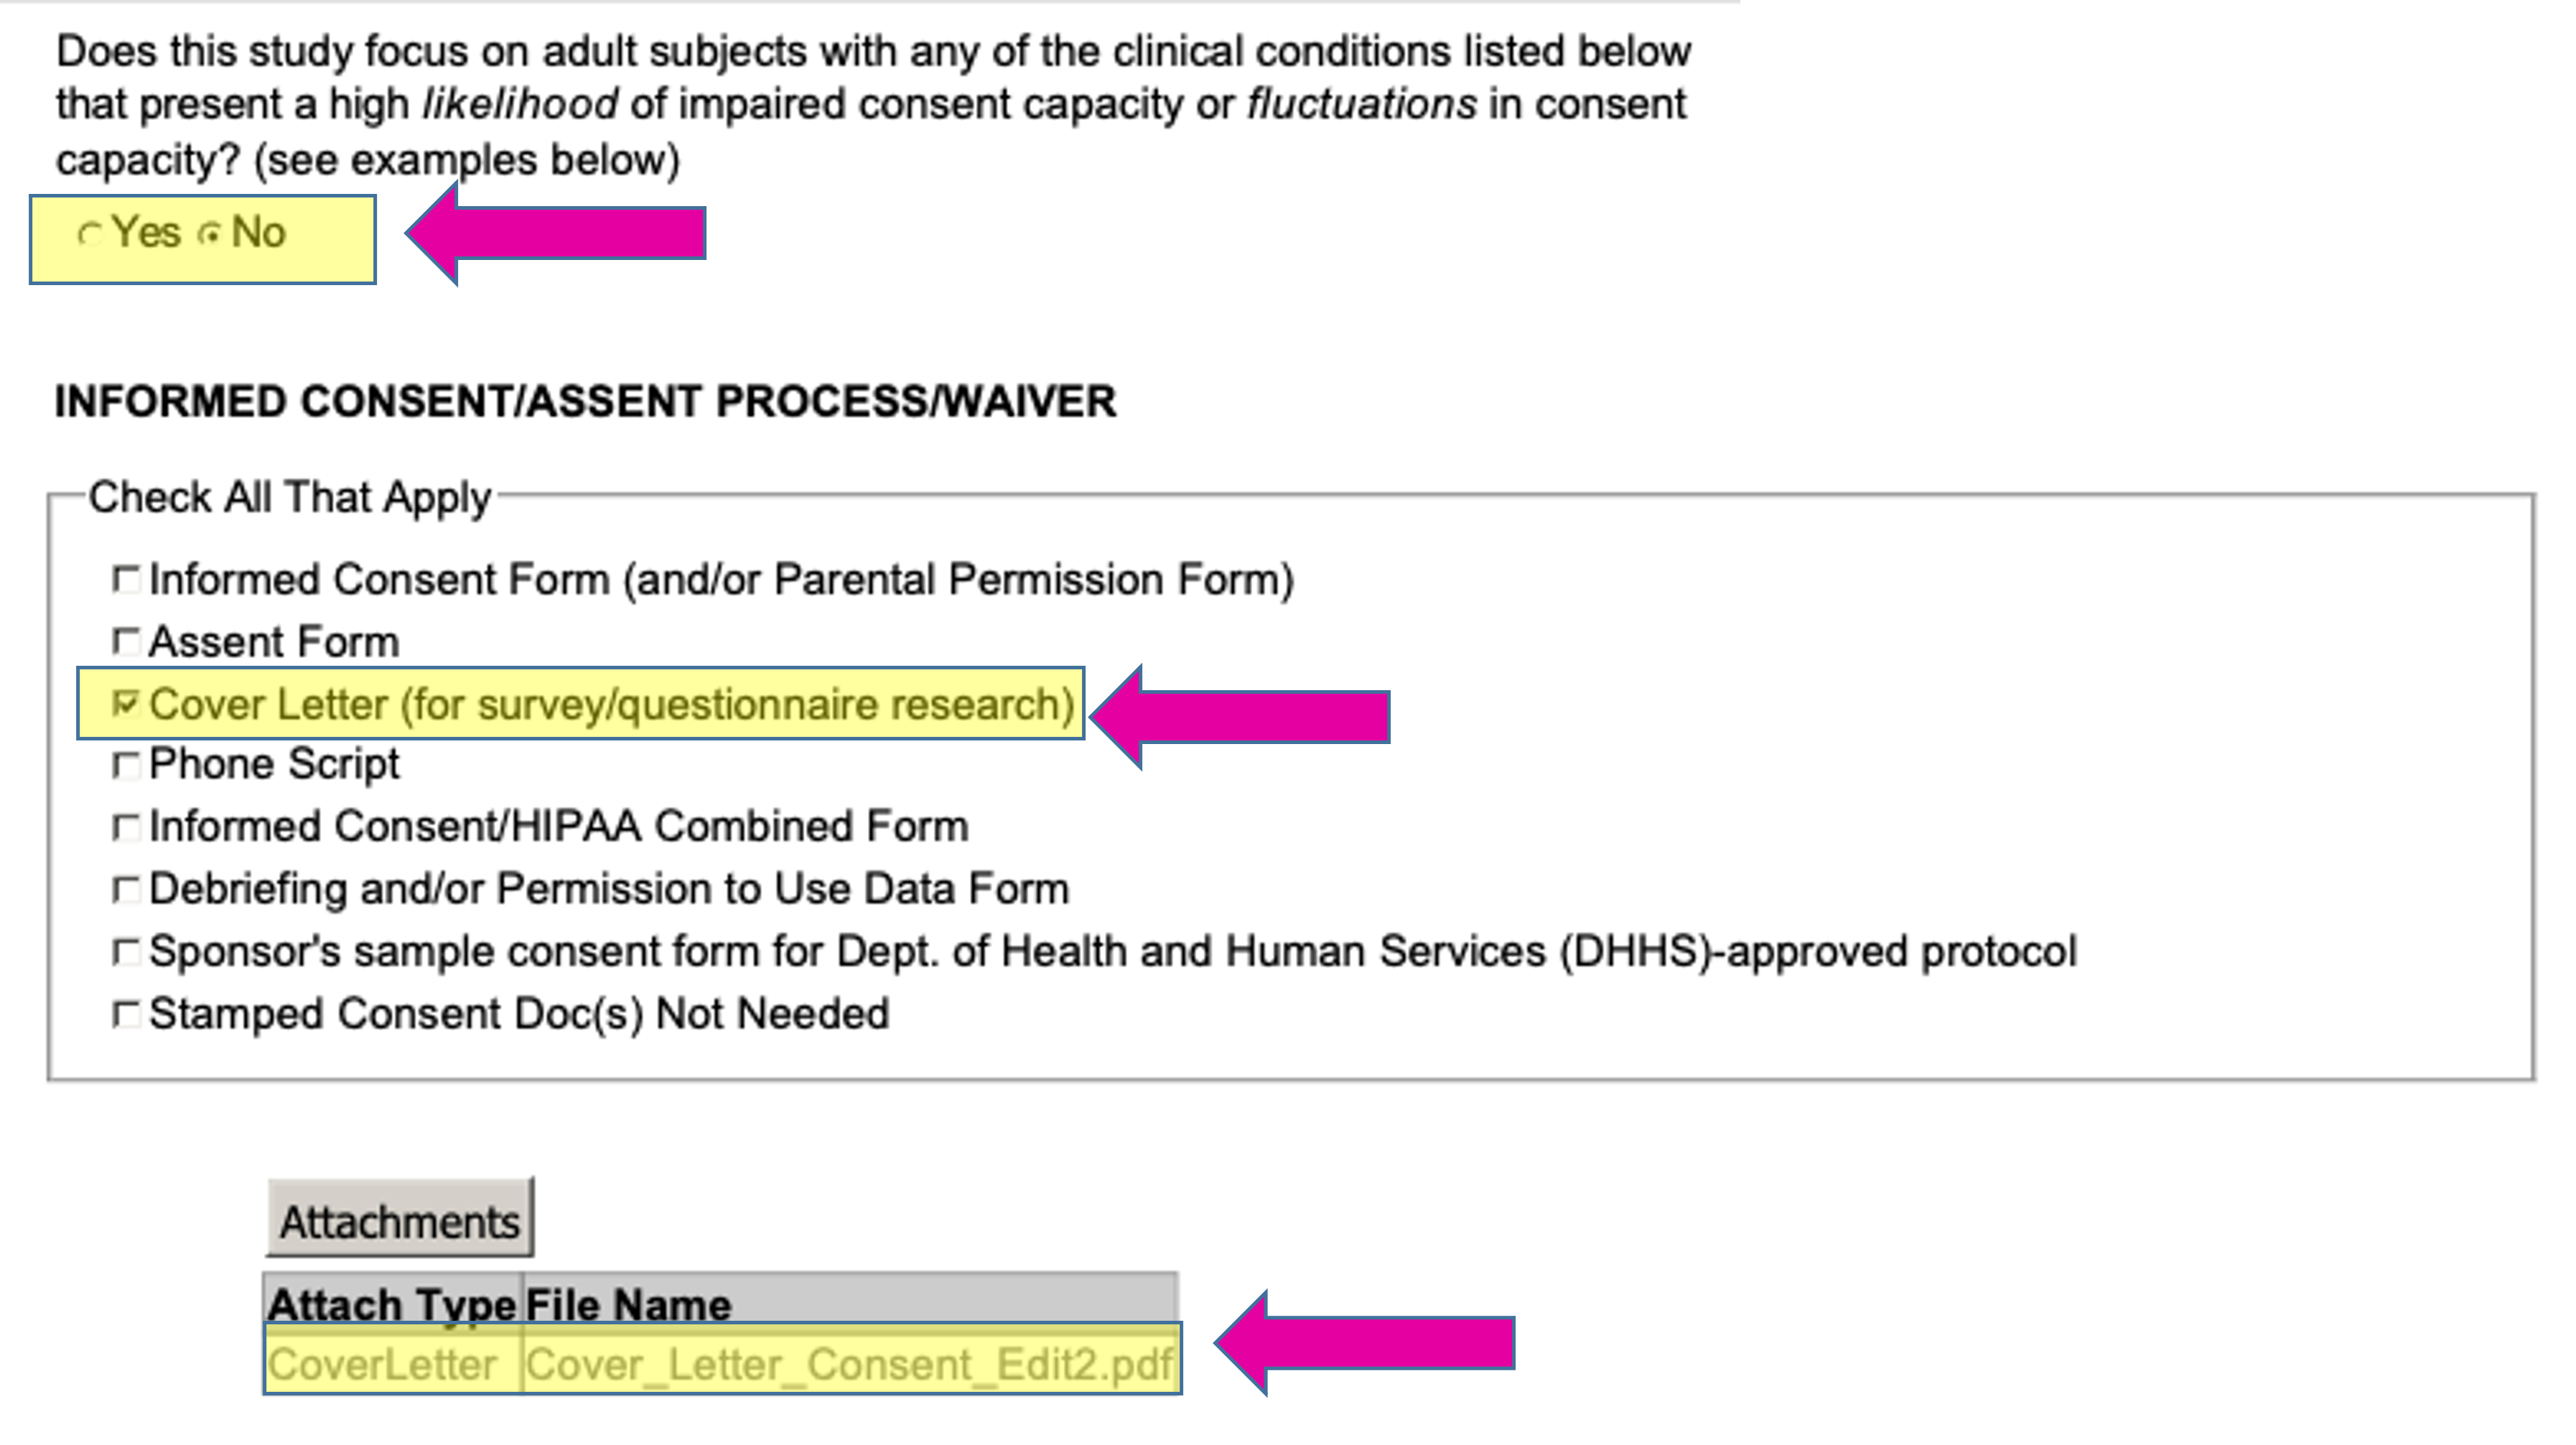 Does this study focus on adult subjects with any of the clinical conditions listed below
that present a high likelihood of impaired consent capacity or fluctuations in consent
capacity? (see examples below)
Yes No
INFORMED CONSENT/ASSENT PROCESS/WAIVER
Check All That Apply
Informed Consent Form (and/or Parental Permission Form)
Assent Form
Cover Letter (for survey/questionnaire research)
Phone Script
Informed Consent/HIPAA Combined Form
Debriefing and/or Permission to Use Data Form
Sponsor's sample consent form for Dept. of Health and Human Services (DHHS)-approved protocol
Stamped Consent Doc(s) Not Needed
Attachments
Attach Type File Name
CoverLetter Cover_Letter_Consent_Edit2.pdf